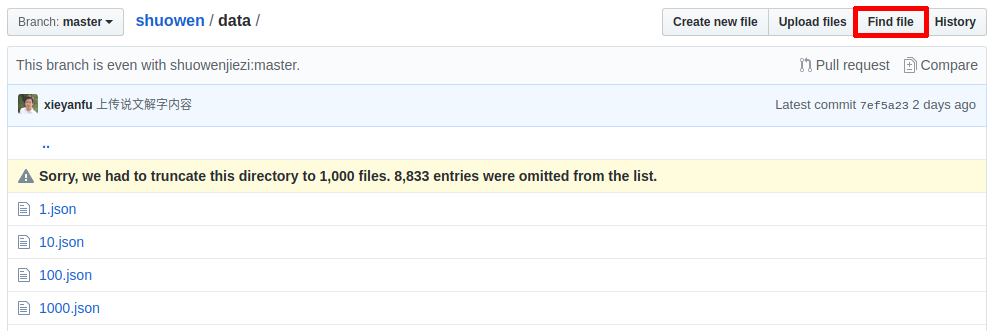 Branch: master shuowen / data / Create new file Upload files Find file History
This branch is even with shuowenjiezi:master. Pull request Compare
xieyanfu 上传说文解字内容 Latest commit 7ef5a23 2 days ago
..
Sorry, we had to truncate this directory to 1,000 files. 8,833 entries were omitted from the list.
1.json
10.json
100.json
1000.json